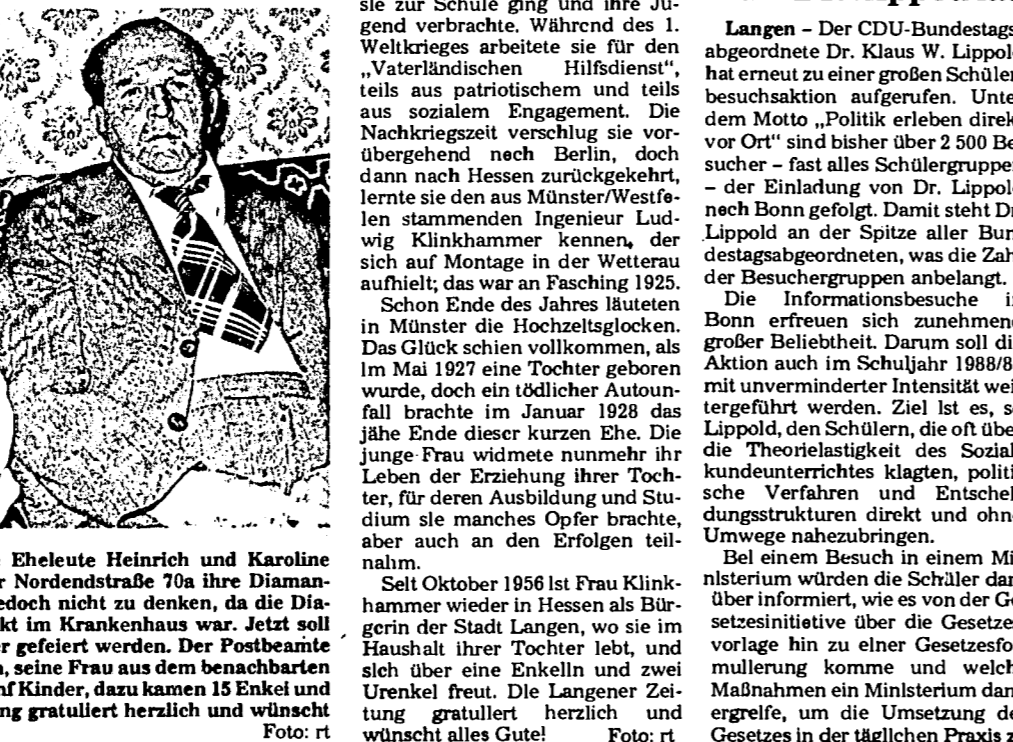 Eheleute Heinrich und Karoline
Nordendstraße 70a ihre Diaman-
edoch nicht zu denken, da die Dia-
kt im Krankenhaus war. Jetzt soll
er gefeiert werden. Der Postbeamte
seine Frau aus dem benachbarten
nf Kinder, dazu kamen 15 Enkel und
ng gratuliert herzlich und wünscht
Foto: rt
sie zur Schule ging und ihre Ju-
gend verbrachte. Während des 1.
Weltkrieges arbeitete sie für den
„Vaterländischen Hilfsdienst“,
teils aus patriotischem und teils
aus sozialem Engagement. Die
Nachkriegszeit verschlug sie vor-
übergehend nach Berlin, doch
dann nach Hessen zurückgekehrt,
lernte sie den aus Münster/Westfa-
len stammenden Ingenieur Lud-
wig Klinkhammer kennen, der
sich auf Montage in der Wetterau
aufhielt; das war an Fasching 1925.
Schon Ende des Jahres läuteten
in Münster die Hochzeitsglocken.
Das Glück schien vollkommen, als
im Mai 1927 eine Tochter geboren
wurde, doch ein tödlicher Autoun-
fall brachte im Januar 1928 das
jähe Ende dieser kurzen Ehe. Die
junge Frau widmete nunmehr ihr
Leben der Erziehung ihrer Toch-
ter, für deren Ausbildung und Stu-
dium sie manches Opfer brachte,
aber auch an den Erfolgen teil-
nahm.
Seit Oktober 1956 ist Frau Klink-
hammer wieder in Hessen als Bür-
gerin der Stadt Langen, wo sie im
Haushalt ihrer Tochter lebt, und
sich über eine Enkelin und zwei
Urenkel freut. Die Langener Zei-
tung gratuliert herzlich und
wünscht alles Gute! Foto: rt
Langen – Der CDU-Bundestags-
abgeordnete Dr. Klaus W. Lippold
hat erneut zu einer großen Schüler-
besuchsaktion aufgerufen. Unte
dem Motto „Politik erleben direk
vor Ort“ sind bisher über 2 500 Be
sucher – fast alles Schülergruppen
– der Einladung von Dr. Lippold
nach Bonn gefolgt. Damit steht Dr
Lippold an der Spitze aller Bun
destagsabgeordneten, was die Zah
der Besuchergruppen anbelangt.
Die Informationsbesuche i
Bonn erfreuen sich zunehmend
großer Beliebtheit. Darum soll di
Aktion auch im Schuljahr 1988/8
mit unverminderter Intensität wei
tergeführt werden. Ziel ist es, s
Lippold, den Schülern, die oft übe
die Theorielastigkeit des Sozial
kundeunterrichtes klagten, politi
sche Verfahren und Entschei
dungsstrukturen direkt und ohne
Umwege nahezubringen.
Bei einem Besuch in einem Mi
nisterium würden die Schüler dar
über informiert, wie es von der Ge
setzesinitiative über die Gesetzes
vorlage hin zu einer Gesetzesfo
mulierung komme und welch
Maßnahmen ein Ministerium dan
ergreife, um die Umsetzung de
Gesetzes in der täglichen Praxis z